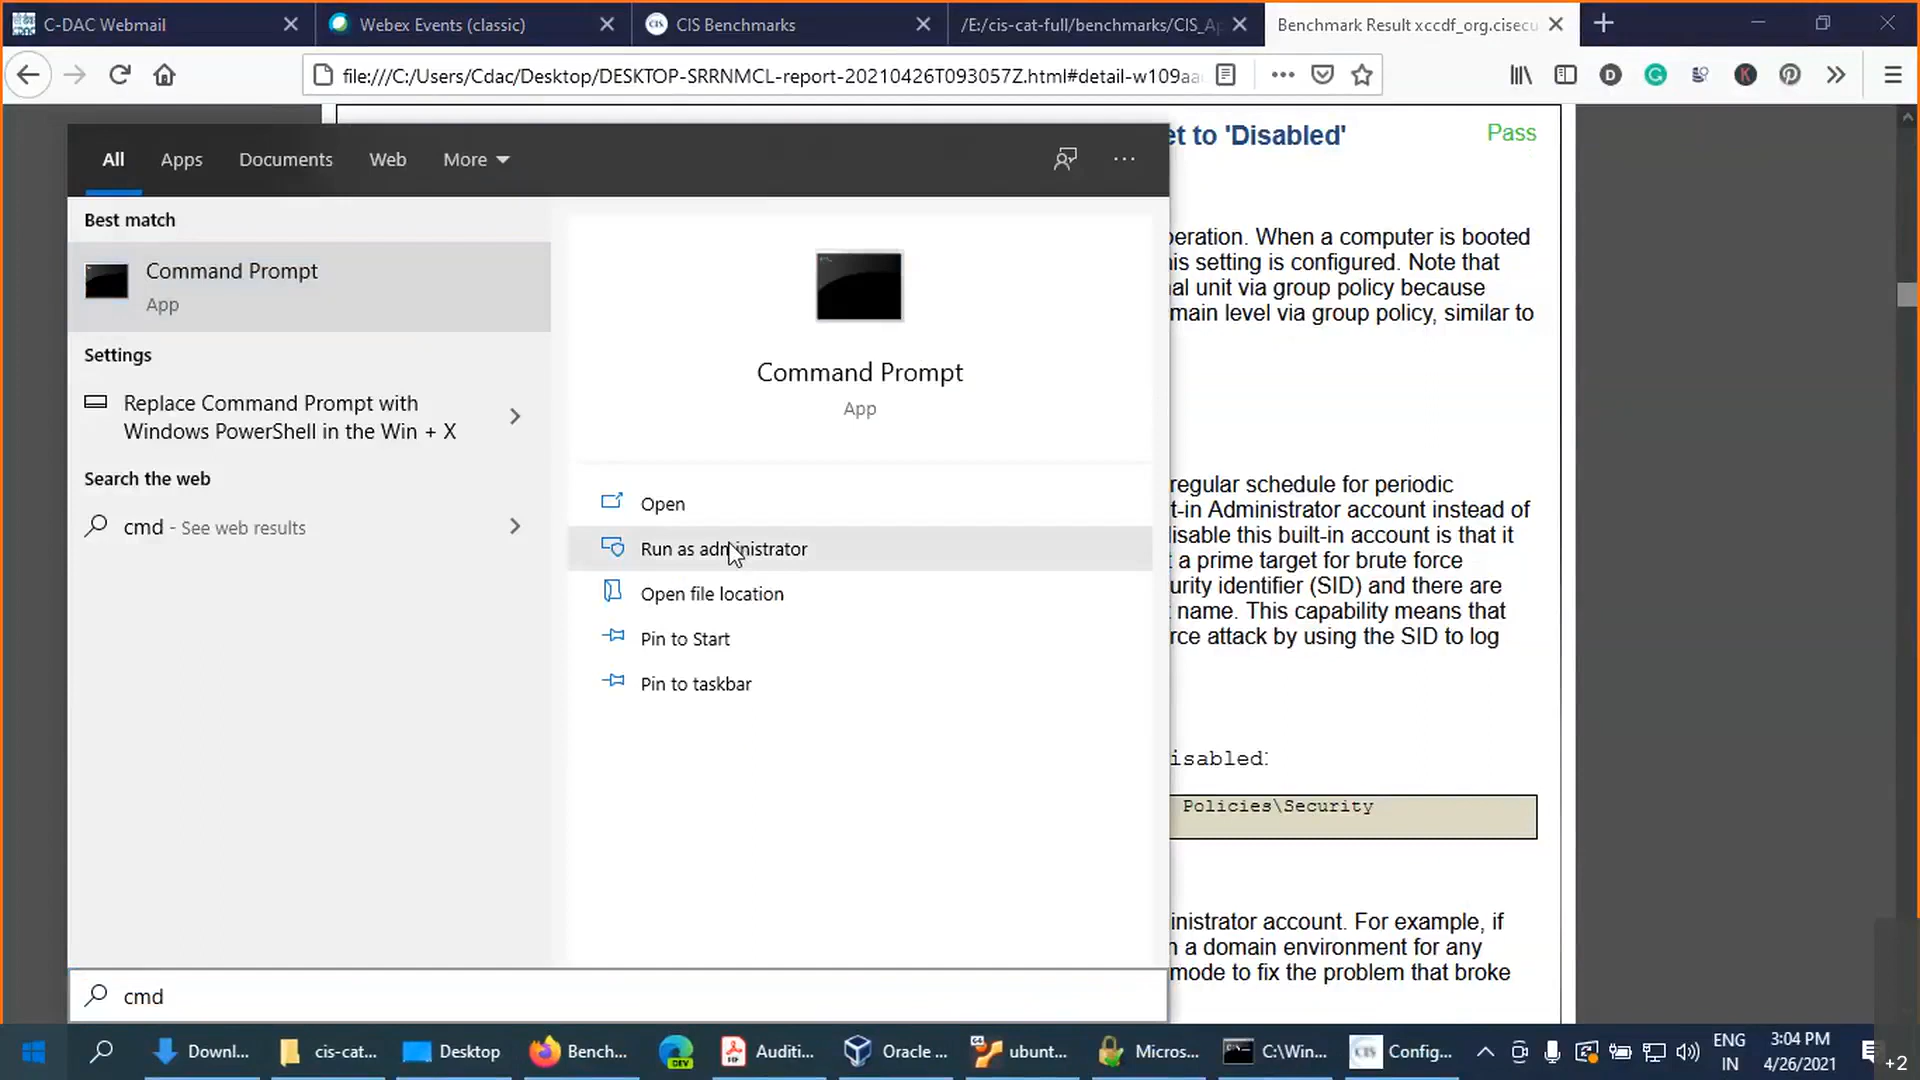 C-DAC Webmail
Webex Events (classic)
CIS Benchmarks
/E:/cis-cat-full/benchmarks/CIS_Ap
Benchmark Result xccdf_org.cisecu
file:///C:/Users/Cdac/Desktop/DESKTOP-SRRNMCL-report-20210426T093057Z.html#detail-w109aa
et to 'Disabled'
Pass
All
Apps
Documents
Web
More
Best match
Command Prompt
App
Settings
Replace Command Prompt with
Windows PowerShell in the Win + X
Search the web
cmd - See web results
Command Prompt
App
Open
Run as administrator
Open file location
Pin to Start
Pin to taskbar
peration. When a computer is booted
is setting is configured. Note that
al unit via group policy because
main level via group policy, similar to
regular schedule for periodic
t-in Administrator account instead of
isable this built-in account is that it
a prime target for brute force
urity identifier (SID) and there are
name. This capability means that
rce attack by using the SID to log
isabled:
Policies\Security
inistrator account. For example, if
a domain environment for any
mode to fix the problem that broke
cmd
Downl...
cis-cat...
Desktop
Bench...
Auditi...
Oracle ...
ubunt...
Micros...
C:\Win...
Config...
ENG
IN
3:04 PM
4/26/2021
+2